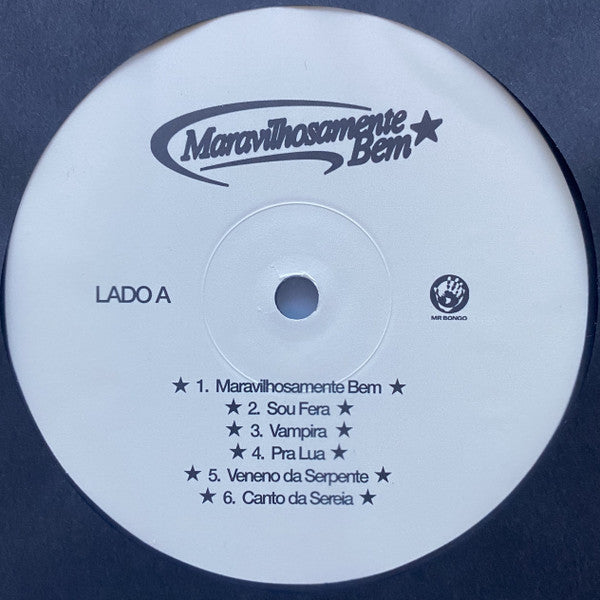 Maravilhosamente
Bem★
LADO A
MR BONGO
★ 1. Maravilhosamente Bem ★
★ 2. Sou Fera ★
★ 3. Vampira ★
★ 4. Pra Lua ★
★ 5. Veneno da Serpente ★
★ 6. Canto da Sereia ★